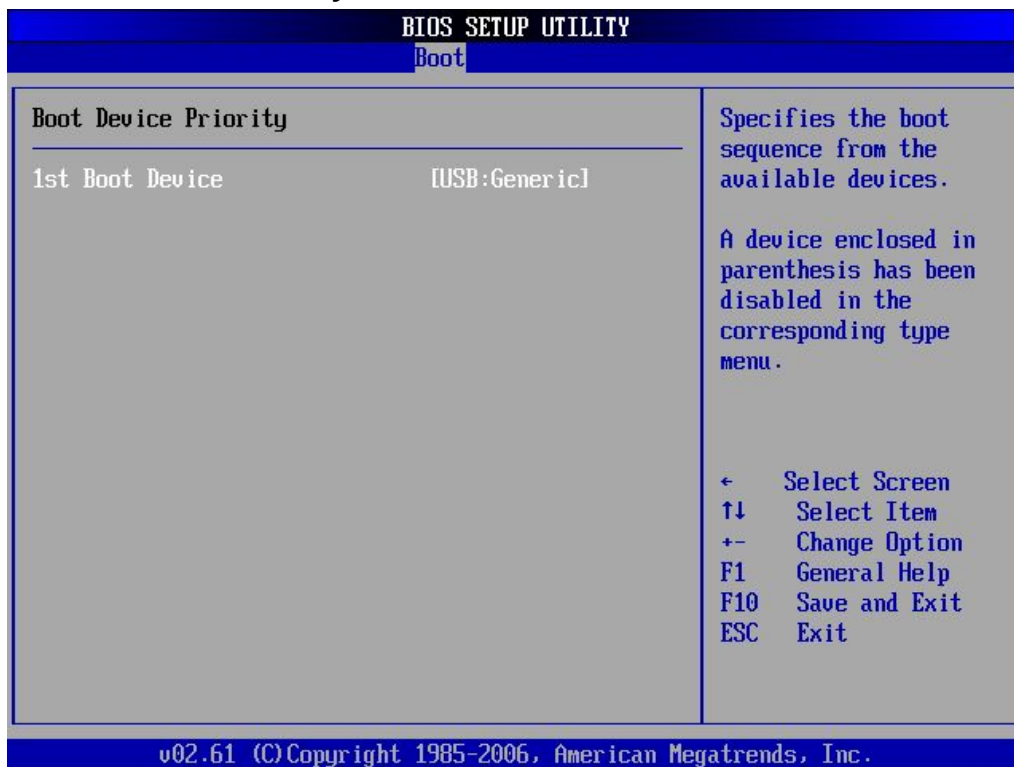 BIOS SETUP UTILITY
Boot
Boot Device Priority
1st Boot Device [USB:Generic]
Specifies the boot
sequence from the
available devices.
A device enclosed in
parenthesis has been
disabled in the
corresponding type
menu.
← Select Screen
↑↓ Select Item
+- Change Option
F1 General Help
F10 Save and Exit
ESC Exit
v02.61 (C)Copyright 1985-2006, American Megatrends, Inc.